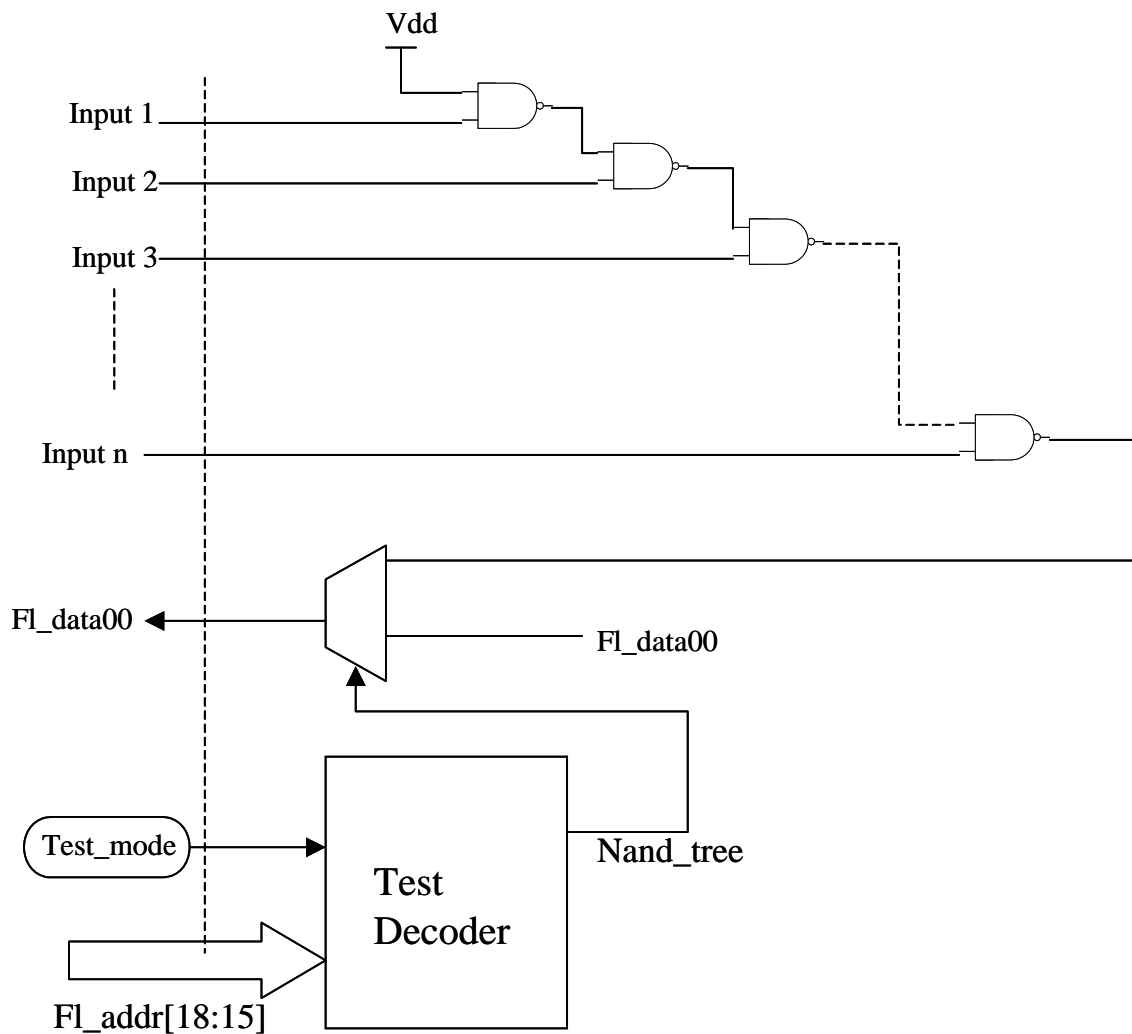 Vdd
Input 1
Input 2
Input 3
Input n
Fl_data00
Fl_data00
Test_mode
Nand_tree
Test
Decoder
Fl_addr[18:15]